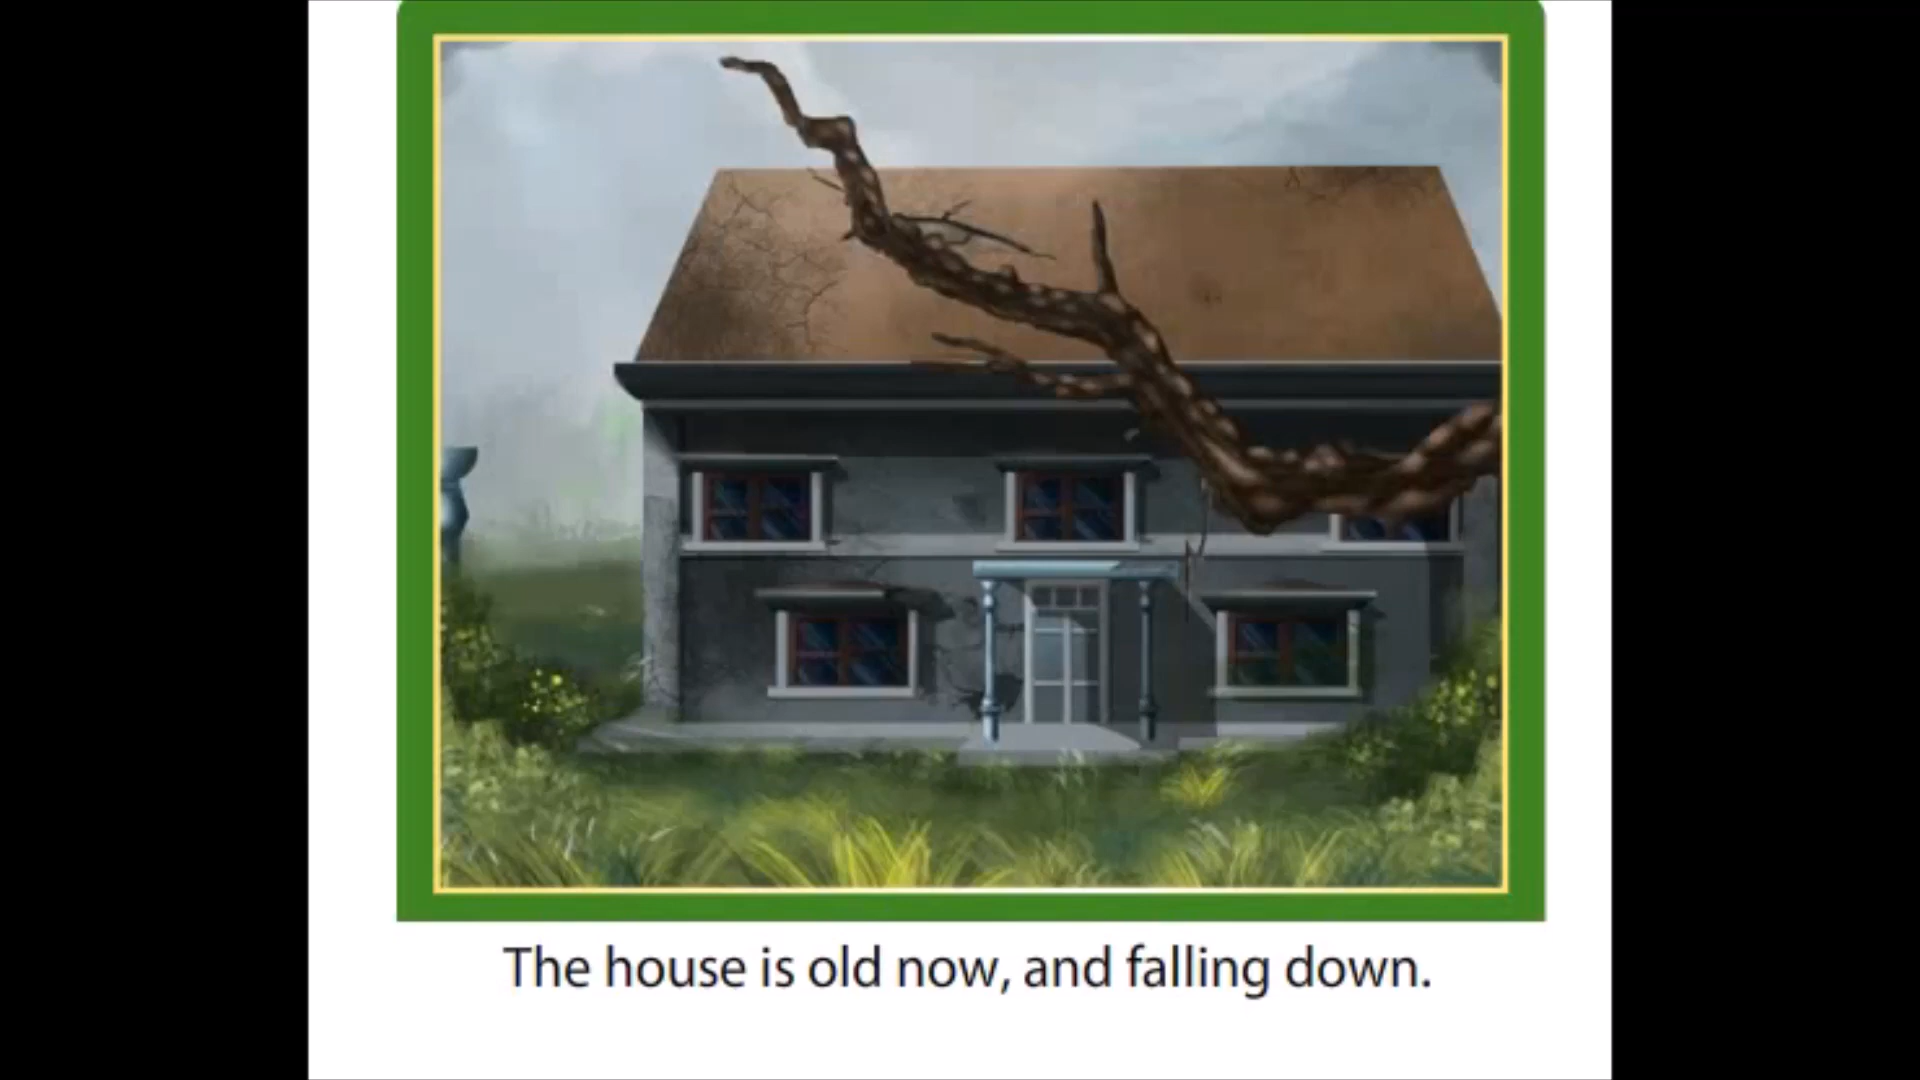 The house is old now, and falling down.